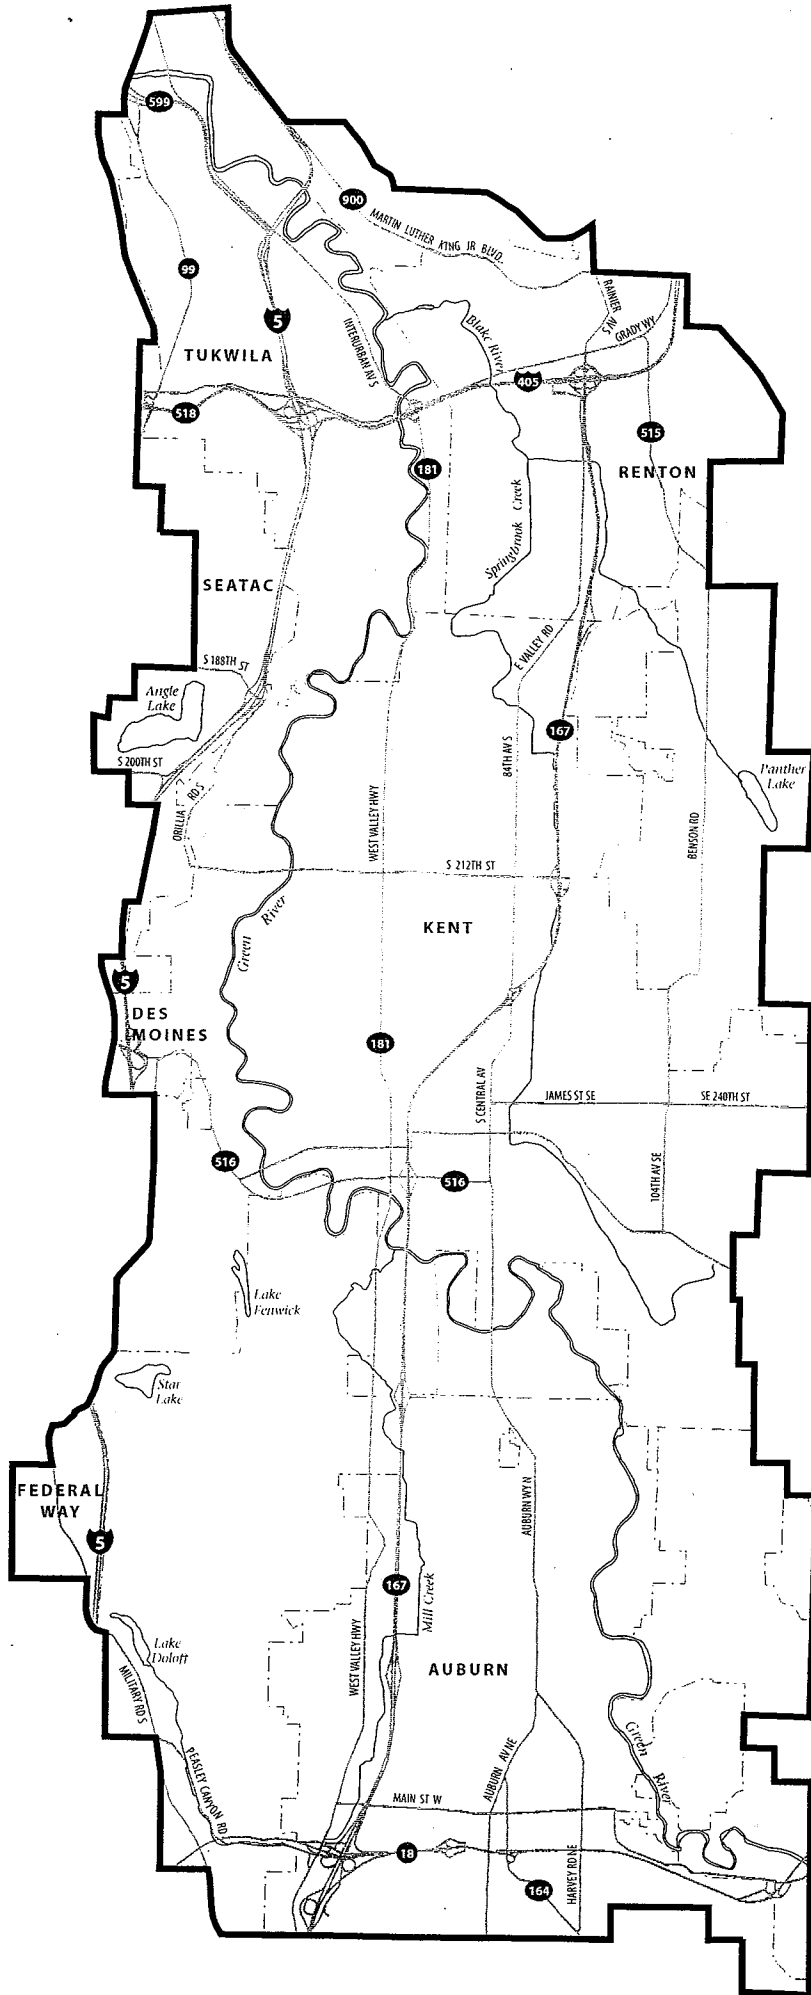 599
900
MARTIN LUTHER KING JR BLVD
99
5
INTERURBAN AV S
Blake River
RAINIER
S AV
GRADY WY
TUKWILA
405
518
515
181
RENTON
Springbrook Creek
SEATAC
S 188TH ST
E VALLEY RD
Angle
Lake
167
S 200TH ST
84TH AV S
Panther
Lake
ORILLIA RD S
WEST VALLEY HWY
BENSON RD
S 212TH ST
Green River
KENT
5
DES
MOINES
181
S CENTRAL AV
JAMES ST SE
SE 240TH ST
516
516
104TH AV SE
Lake
Fenwick
Star
Lake
FEDERAL
WAY
AUBURN WY N
5
167
Mill Creek
Lake
Doloff
WEST VALLEY HWY
AUBURN
MILITARY RD S
Green River
PEASLEY CANYON RD
AUBURN AV NE
MAIN ST W
18
HARVEY RD NE
164